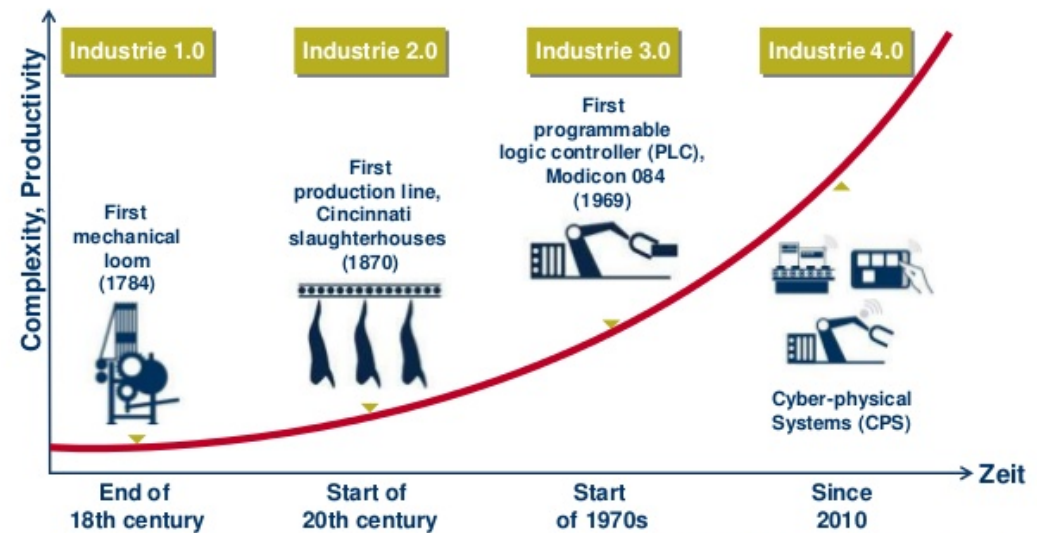 Complexity, Productivity
Industrie 1.0
Industrie 2.0
Industrie 3.0
Industrie 4.0
First
mechanical
loom
(1784)
First
production line,
Cincinnati
slaughterhouses
(1870)
First
programmable
logic controller (PLC),
Modicon 084
(1969)
Cyber-physical
Systems (CPS)
Zeit
End of
18th century
Start of
20th century
Start
of 1970s
Since
2010